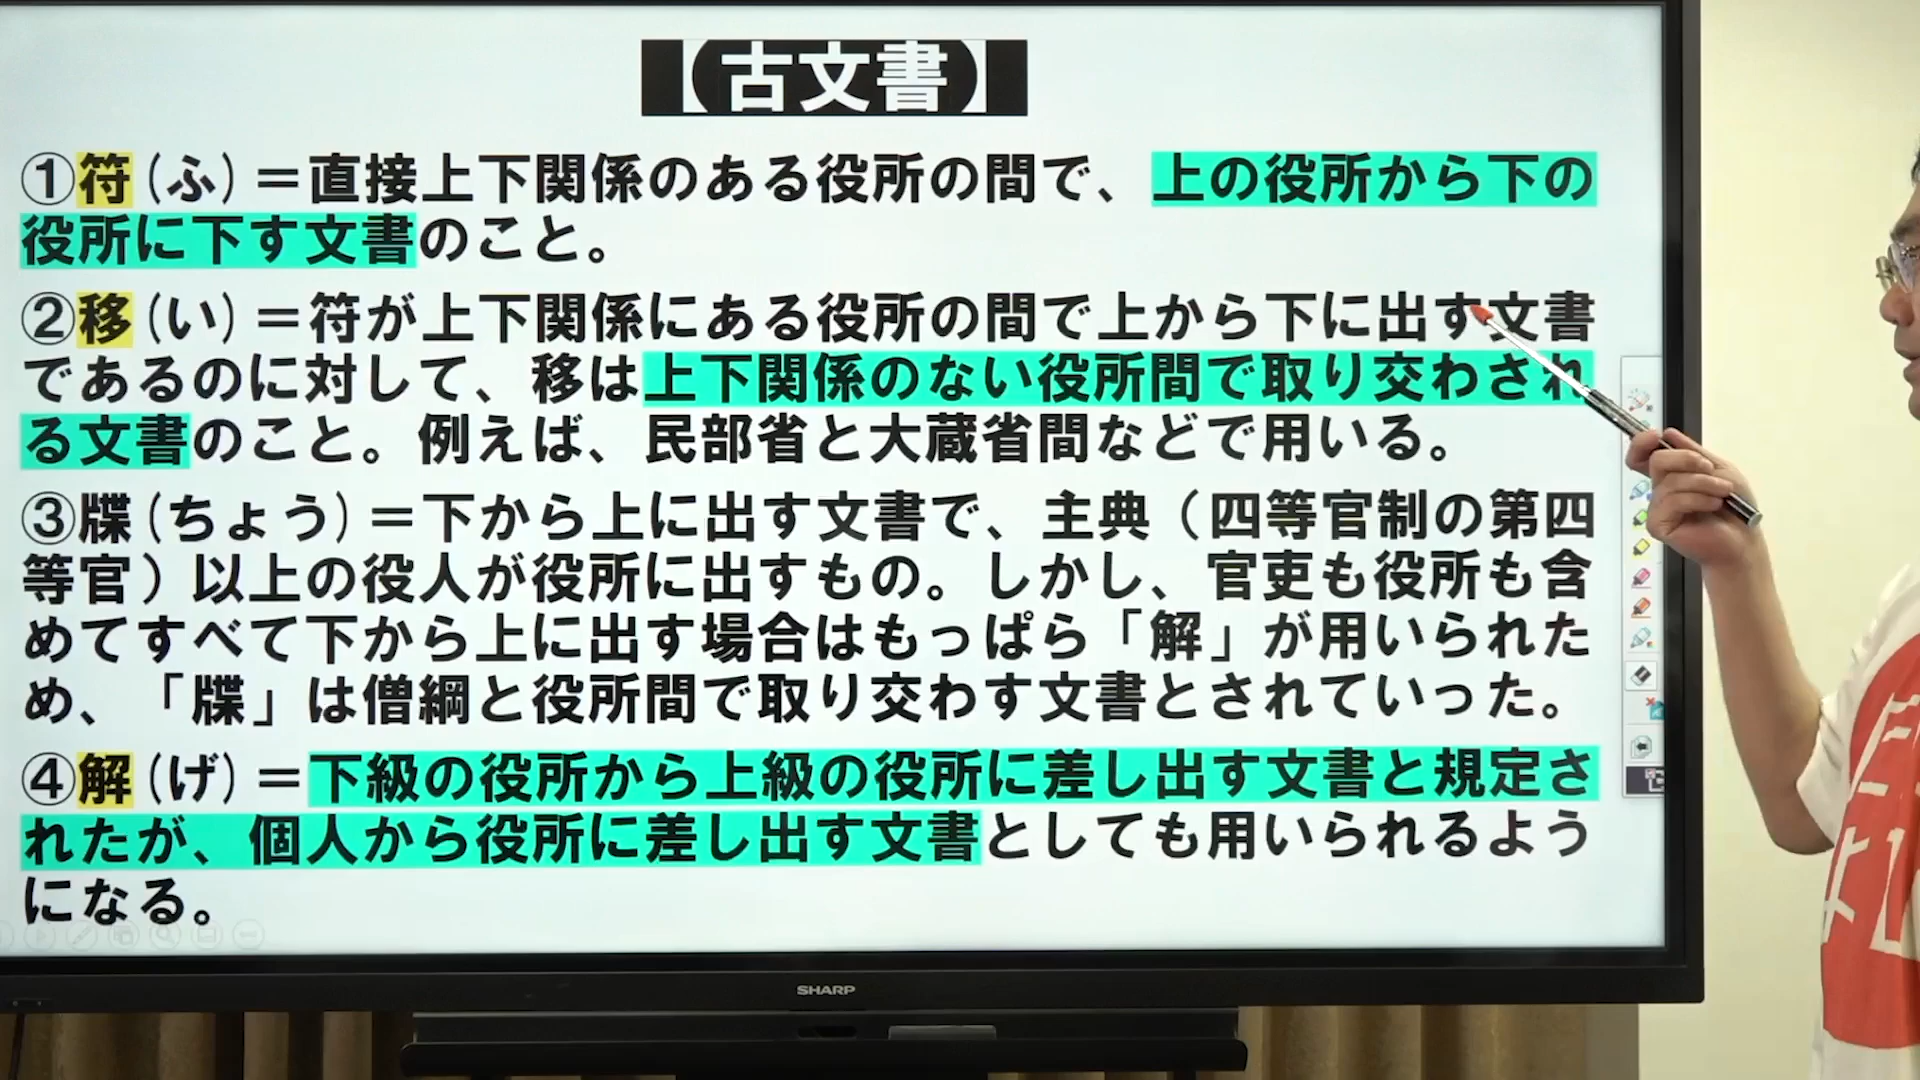 【古文書】
①符(ふ)＝直接上下関係のある役所の間で、上の役所から下の
役所に下す文書のこと。
②移(い)＝符が上下関係にある役所の間で上から下に出す文書
であるのに対して、移は上下関係のない役所間で取り交わされ
る文書のこと。例えば、民部省と大蔵省間などで用いる。
③牒(ちょう)＝下から上に出す文書で、主典（四等官制の第四
等官）以上の役人が役所に出すもの。しかし、官吏も役所も含
めてすべて下から上に出す場合はもっぱら「解」が用いられた
め、「牒」は僧綱と役所間で取り交わす文書とされていった。
④解(げ)＝下級の役所から上級の役所に差し出す文書と規定さ
れたが、個人から役所に差し出す文書としても用いられるよう
になる。
SHARP